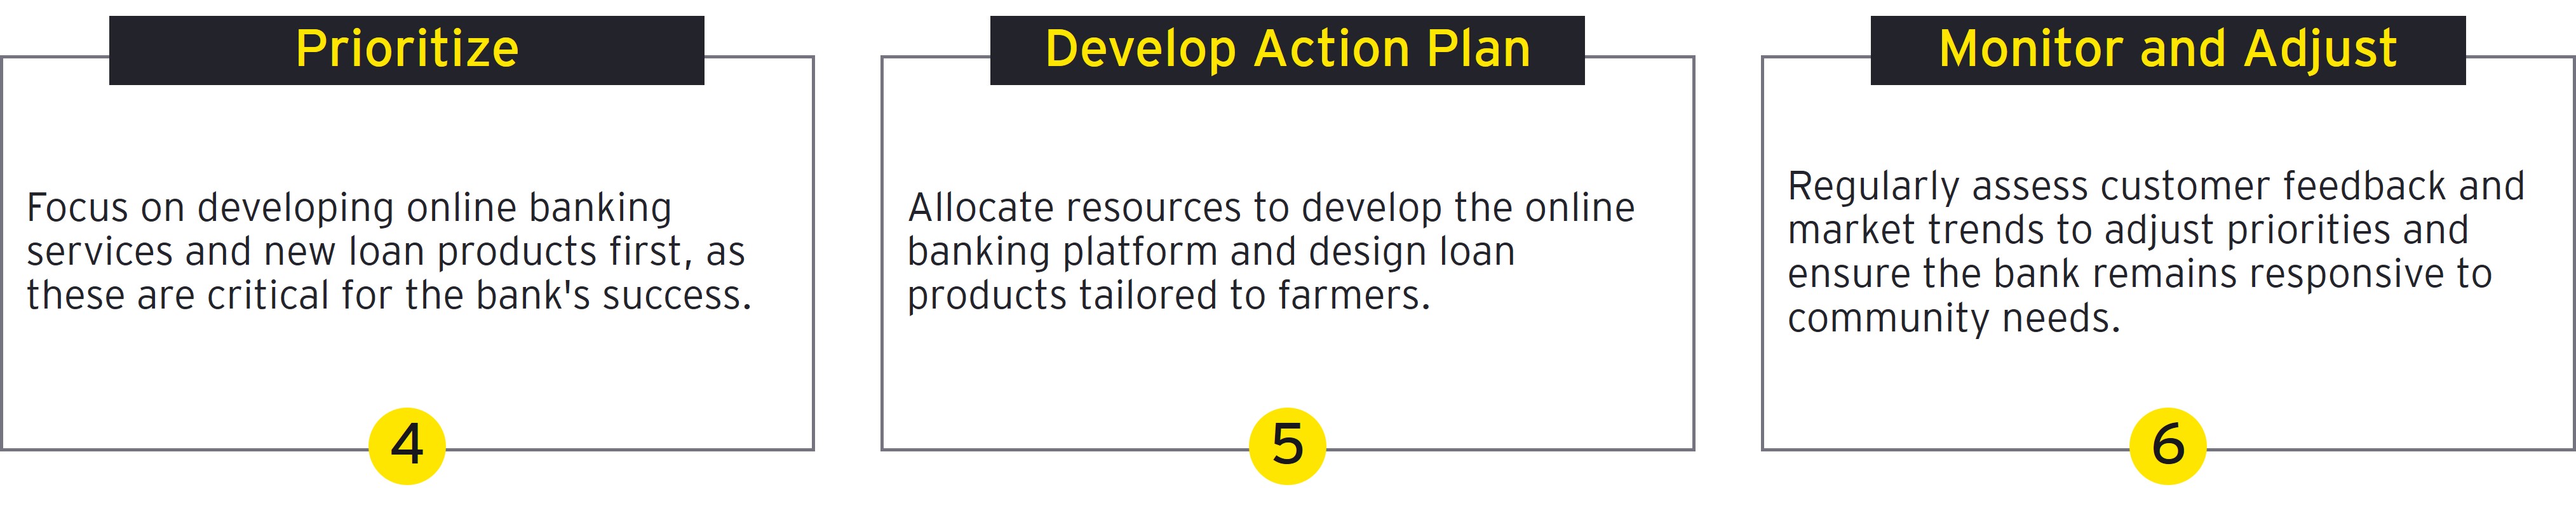 Prioritize
Focus on developing online banking
services and new loan products first, as
these are critical for the bank's success.
4
Develop Action Plan
Allocate resources to develop the online
banking platform and design loan
products tailored to farmers.
5
Monitor and Adjust
Regularly assess customer feedback and
market trends to adjust priorities and
ensure the bank remains responsive to
community needs.
6